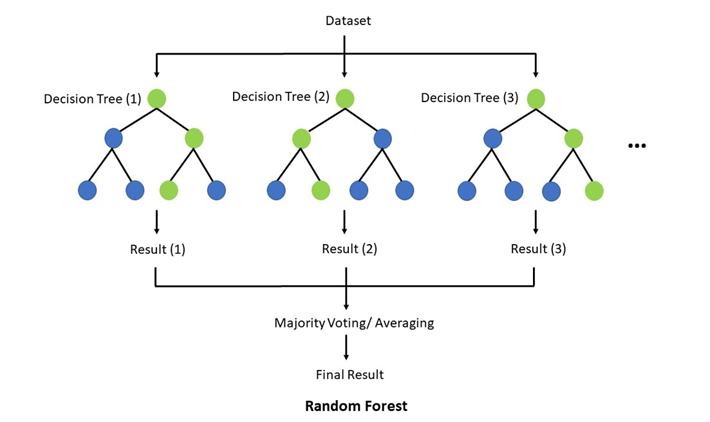 Dataset
Decision Tree (1)
Decision Tree (2)
Decision Tree (3)
...
Result (1)
Result (2)
Result (3)
Majority Voting/ Averaging
Final Result
Random Forest